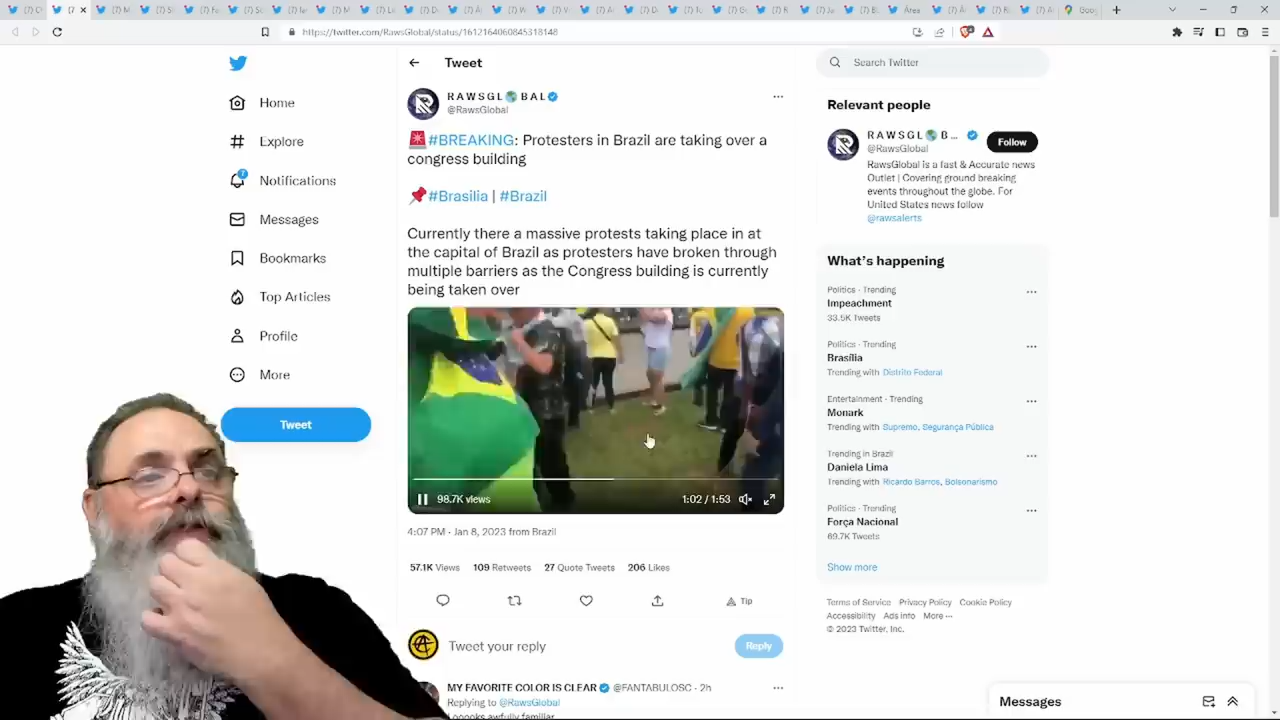 https://twitter.com/RawsGlobal/status/1612164060845318148
Home
Explore
7
Notifications
Messages
Bookmarks
Top Articles
Profile
More
Tweet
Tweet
R A W S G L 🌎 B A L
@RawsGlobal
🚨#BREAKING: Protesters in Brazil are taking over a
congress building
📌#Brasilia | #Brazil
Currently there a massive protests taking place in at
the capital of Brazil as protesters have broken through
multiple barriers as the Congress building is currently
being taken over
98.7K views
1:02 / 1:53
4:07 PM · Jan 8, 2023 from Brazil
57.1K Views 109 Retweets 27 Quote Tweets 206 Likes
Tip
Tweet your reply
Reply
MY FAVORITE COLOR IS CLEAR @FANTABULOSC · 2h
Replying to @RawsGlobal
Looooks awfully familiar
Search Twitter
Relevant people
R A W S G L 🌎 B ...
@RawsGlobal
Follow
RawsGlobal is a fast & Accurate news
Outlet | Covering ground breaking
events throughout the globe. For
United States news follow
@rawsalerts
What's happening
Politics · Trending
Impeachment
33.5K Tweets
Politics · Trending
Brasília
Trending with Distrito Federal
Entertainment · Trending
Monark
Trending with Supremo, Segurança Pública
Trending in Brazil
Daniela Lima
Trending with Ricardo Barros, Bolsonarismo
Politics · Trending
Força Nacional
69.7K Tweets
Show more
Terms of Service Privacy Policy Cookie Policy
Accessibility Ads info More ···
© 2023 Twitter, Inc.
Messages